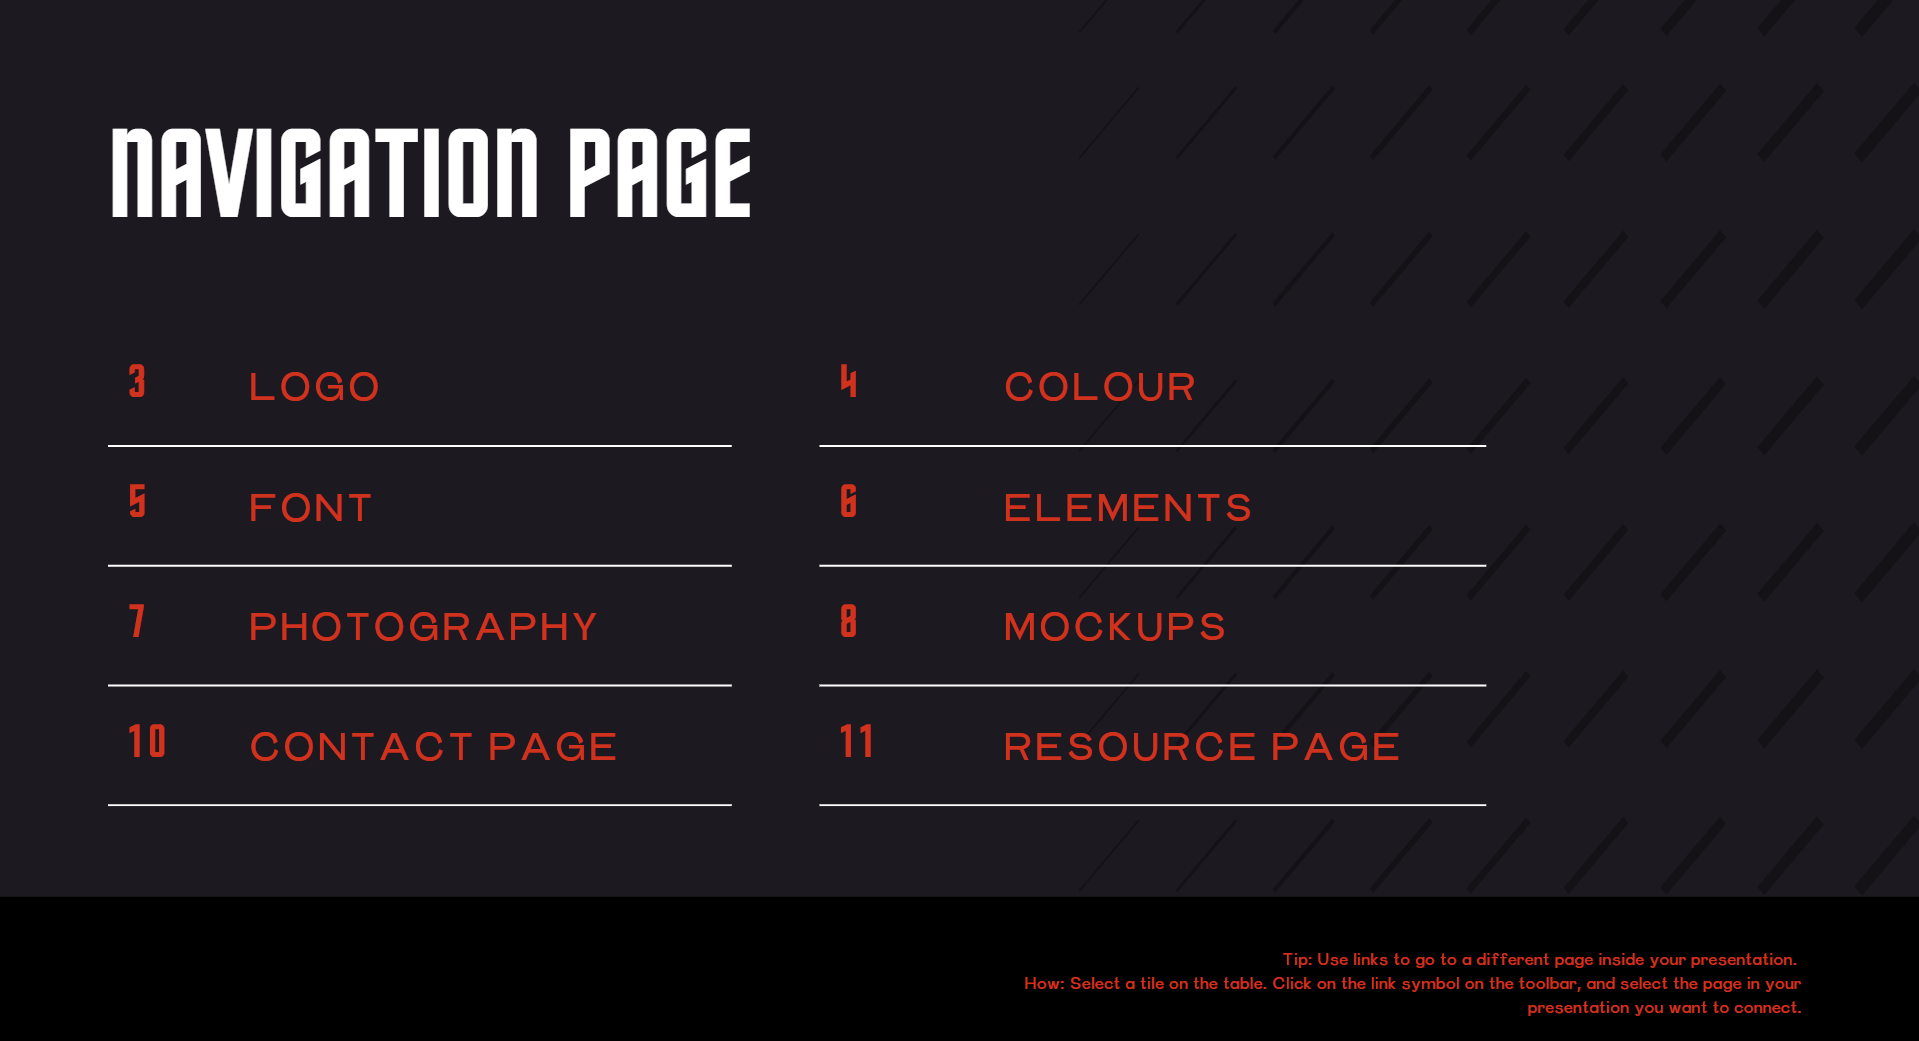 NAVIGATION PAGE
3 LOGO 4 COLOUR
5 FONT 6 ELEMENTS
7 PHOTOGRAPHY 8 MOCKUPS
10 CONTACT PAGE 11 RESOURCE PAGE
Tip: Use links to go to a different page inside your presentation.
How: Select a tile on the table. Click on the link symbol on the toolbar, and select the page in your
presentation you want to connect.